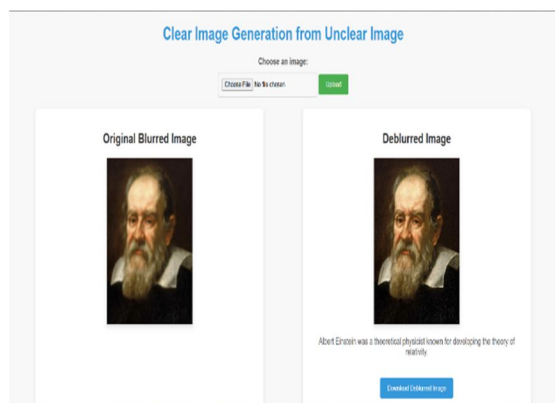 Clear Image Generation from Unclear Image
Choose an image:
Choose File No file chosen Upload
Original Blurred Image
Deblurred Image
Albert Einstein was a theoretical physicist known for developing the theory of
relativity.
Download Deblurred Image